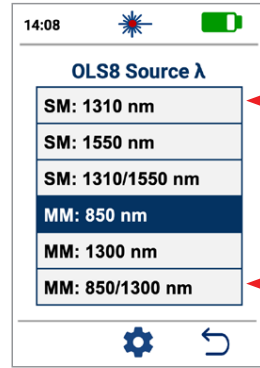 14:08
OLS8 Source λ
SM: 1310 nm
SM: 1550 nm
SM: 1310/1550 nm
MM: 850 nm
MM: 1300 nm
MM: 850/1300 nm